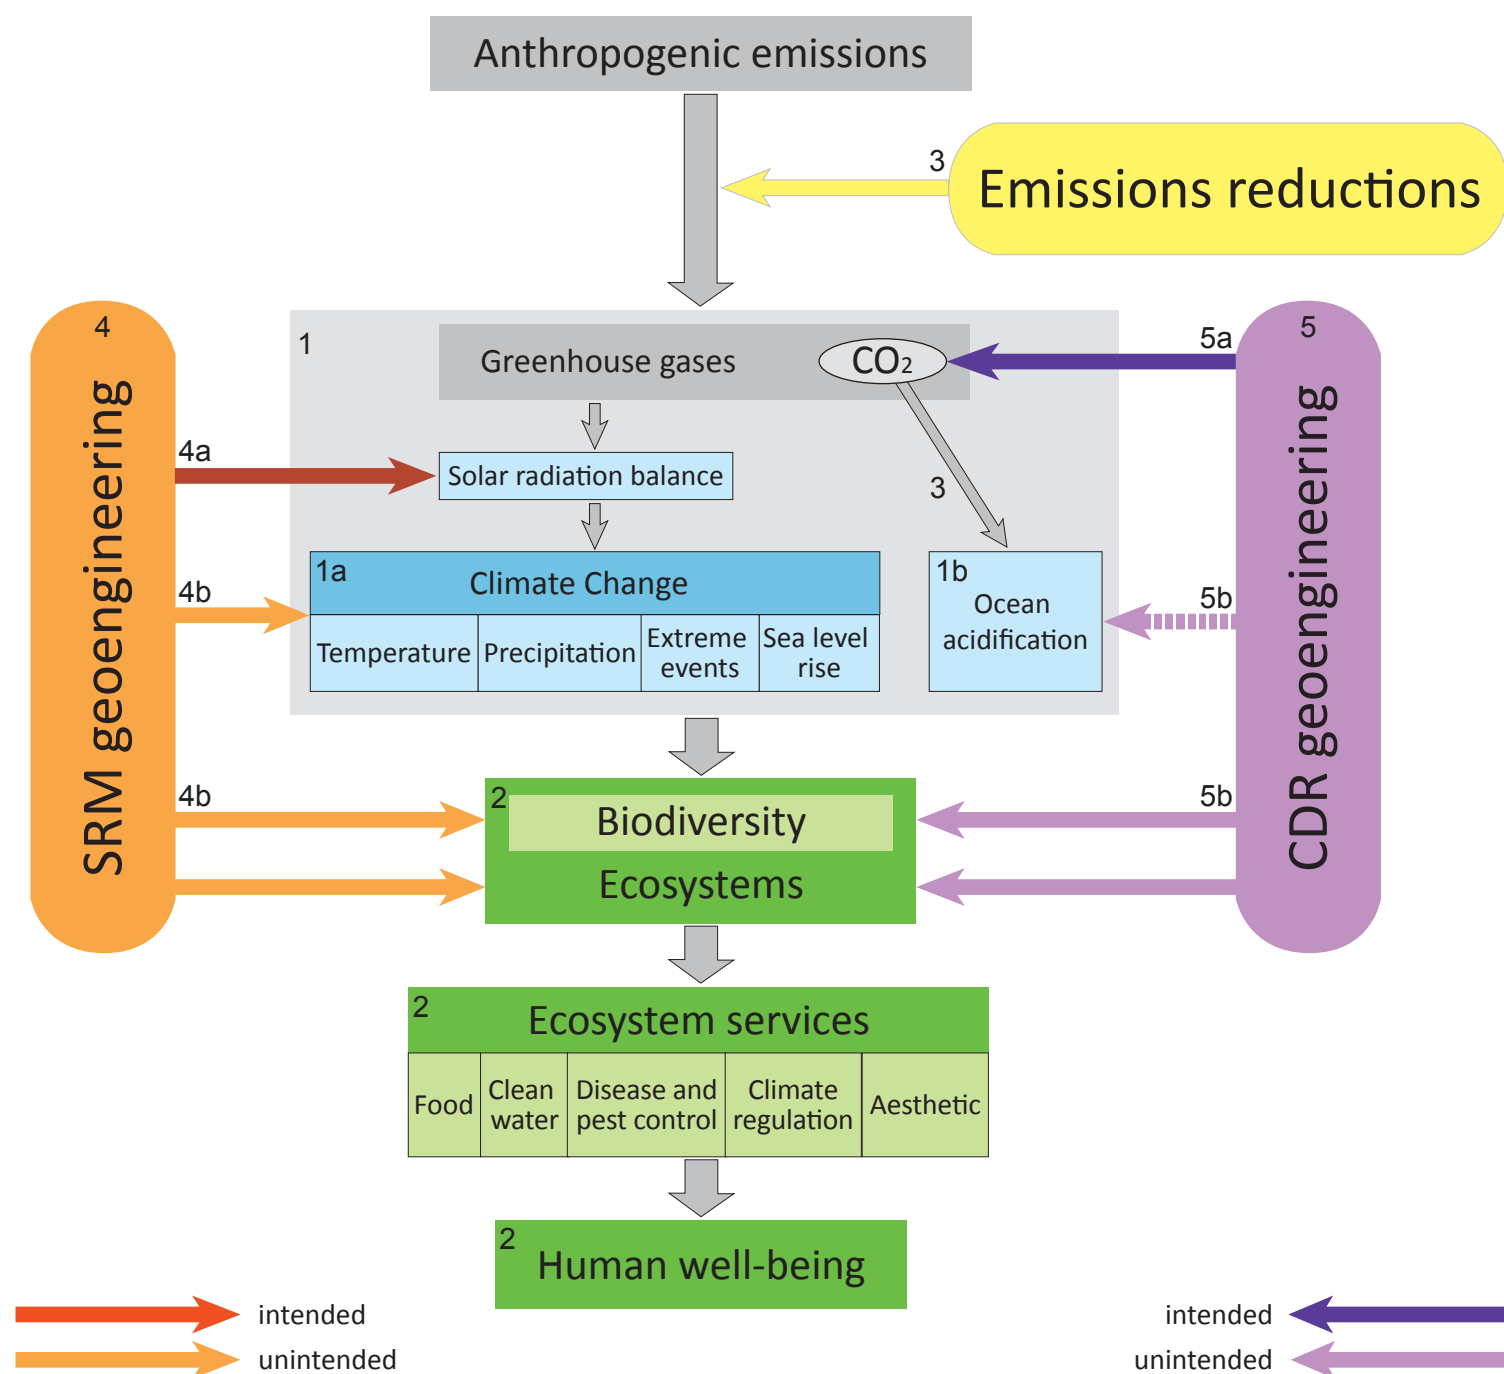 Anthropogenic emissions
3
Emissions reductions
4
SRM geoengineering
1
Greenhouse gases
CO₂
5a
5
CDR geoengineering
4a
Solar radiation balance
3
4b
1a
Climate Change
Temperature
Precipitation
Extreme
events
Sea level
rise
1b
Ocean
acidification
5b
4b
2
Biodiversity
Ecosystems
5b
2
Ecosystem services
Food
Clean
water
Disease and
pest control
Climate
regulation
Aesthetic
2
Human well-being
intended
unintended
intended
unintended